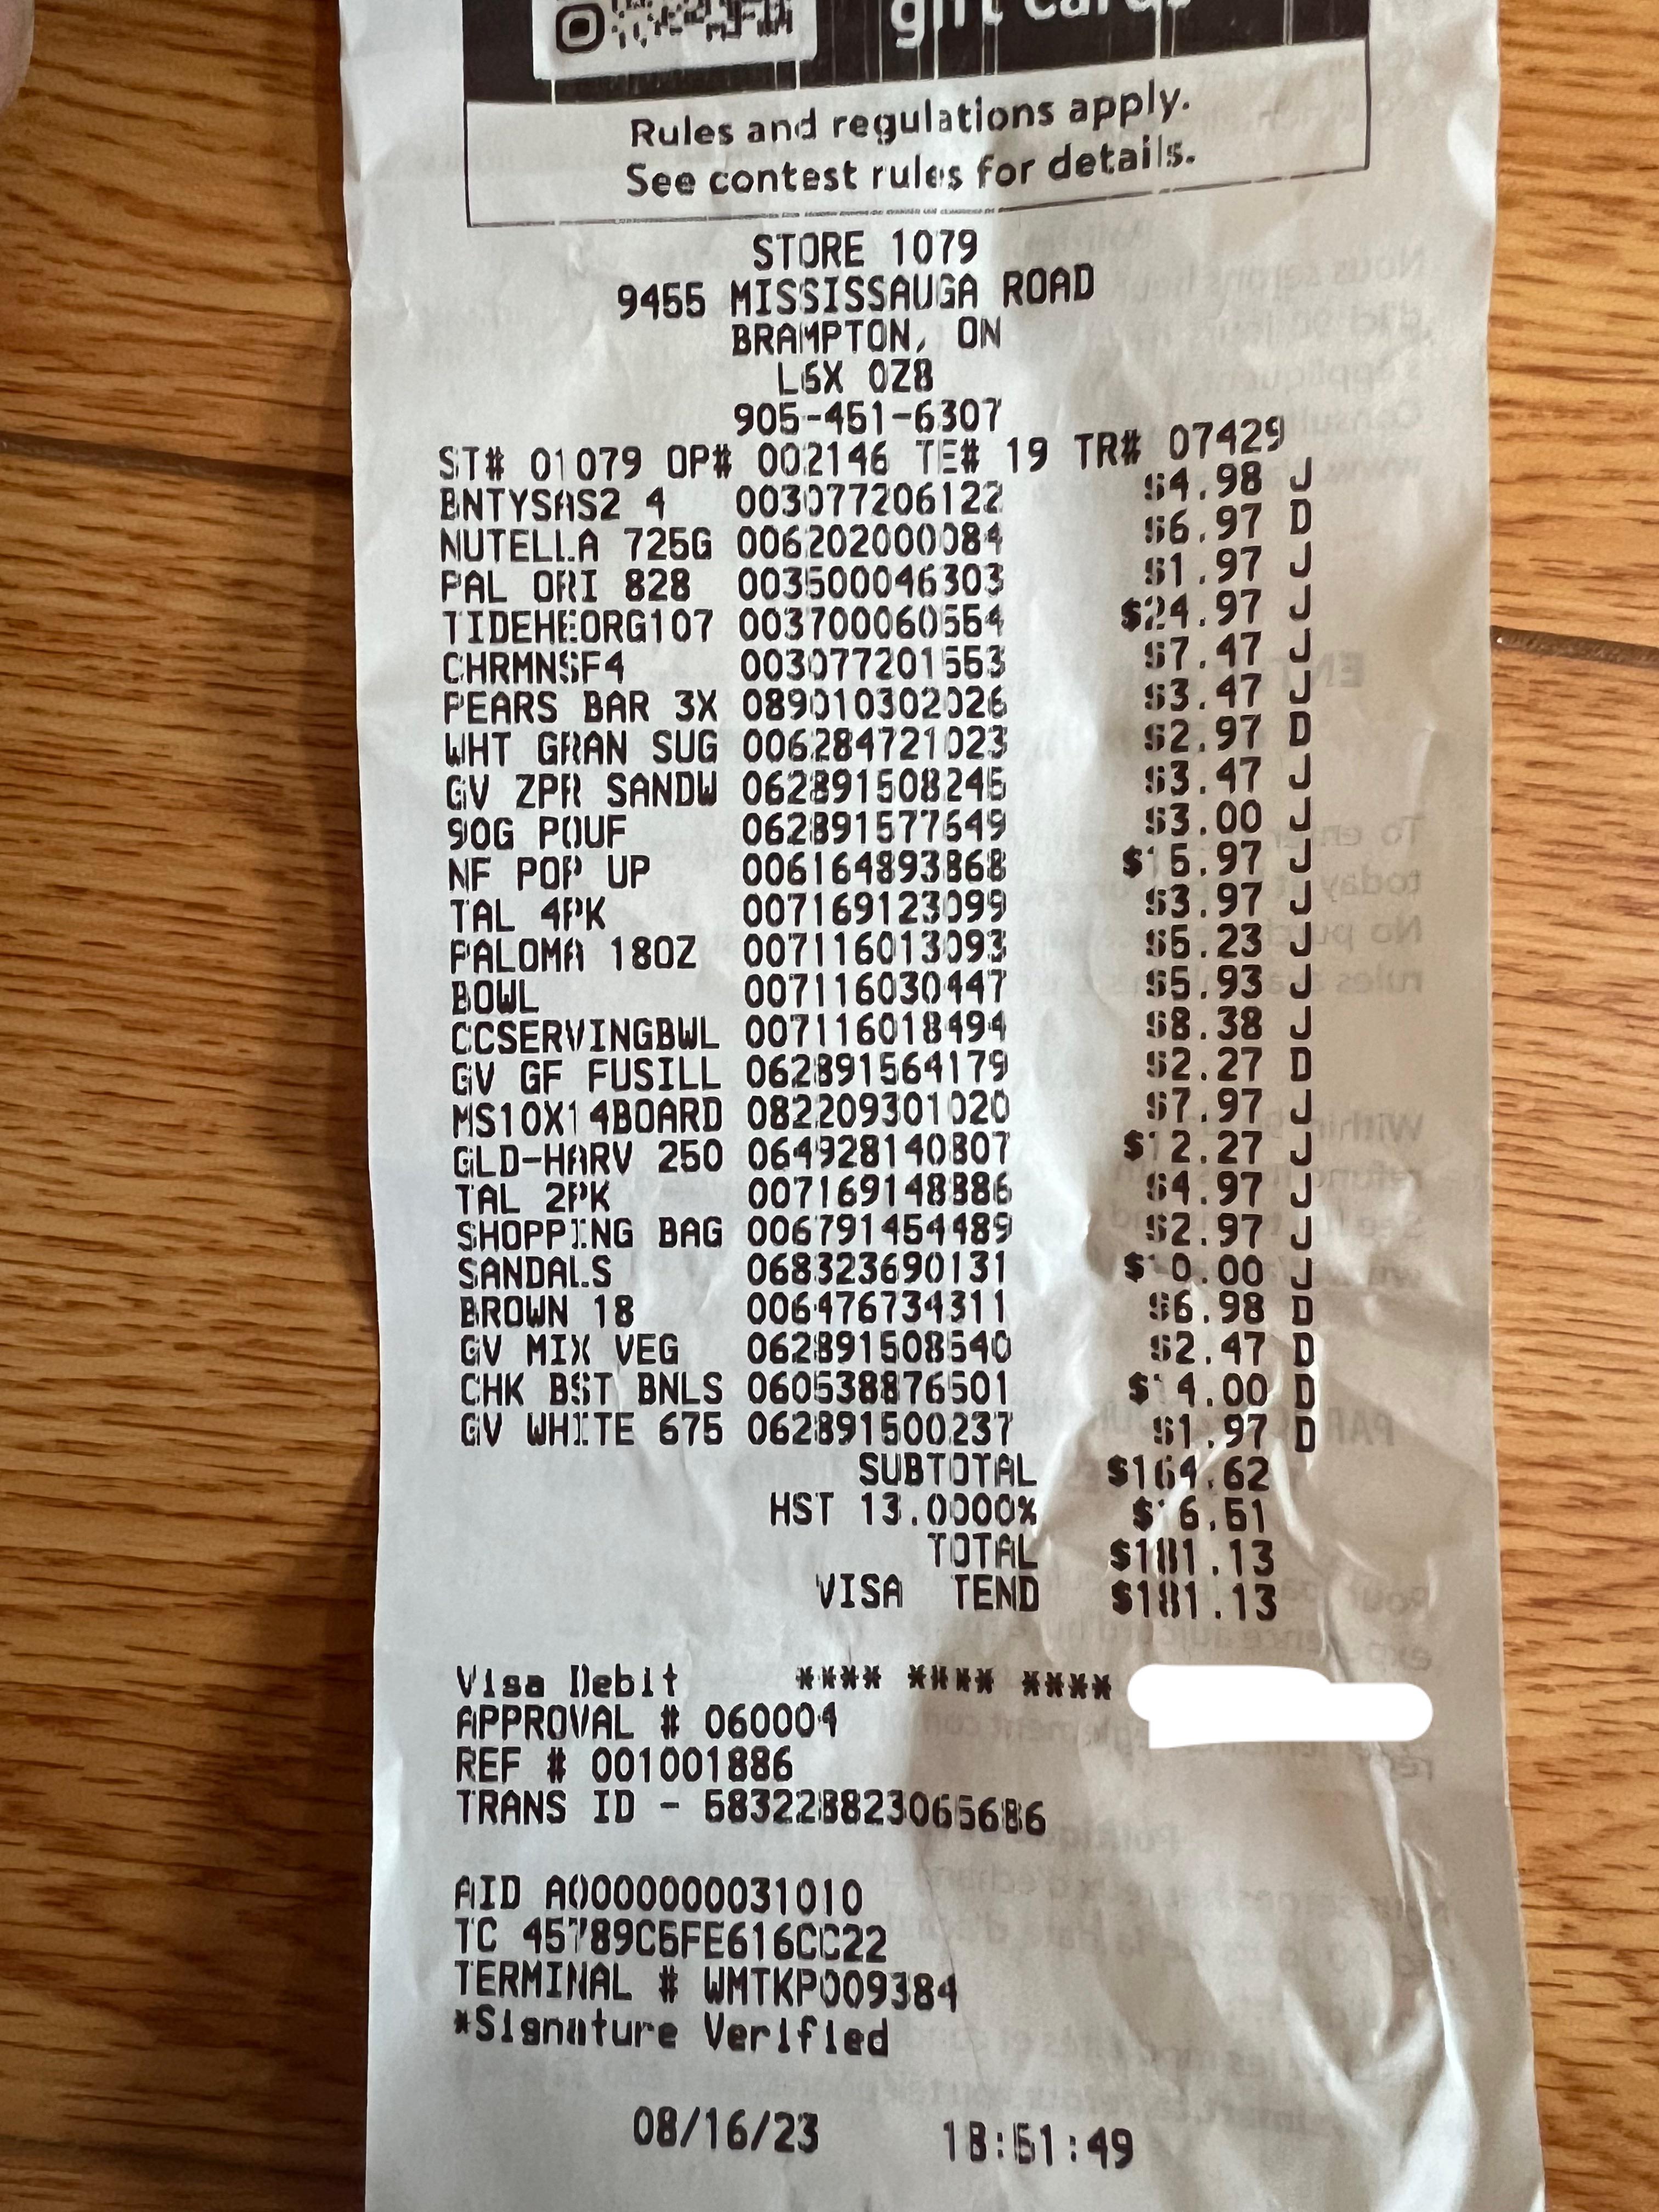 gift cards
Rules and regulations apply.
See contest rules for details.
STORE 1079
9455 MISSISSAUGA ROAD
BRAMPTON, ON
L6X 0Z8
905-451-6307
ST# 01079 OP# 002146 TE# 19 TR# 07429
BNTYSAS2 4 003077206122 $4.98 J
NUTELLA 725G 006202000084 $6.97 D
PAL ORI 828 003500046303 $1.97 J
TIDEHEORG107 003700060554 $24.97 J
CHRMNSF4 003077201553 $7.47 J
PEARS BAR 3X 089010302026 $3.47 J
WHT GRAN SUG 006284721023 $2.97 D
GV ZPR SANDW 062891508245 $3.47 J
90G POUF 062891577649 $3.00 J
NF POP UP 006164893868 $15.97 J
TAL 4PK 007169123099 $3.97 J
PALOMA 18OZ 007116013093 $5.23 J
BOWL 007116030447 $5.93 J
CCSERVINGBWL 007116018494 $8.38 J
GV GF FUSILL 062891564179 $2.27 D
MS10X14BOARD 082209301020 $7.97 J
GLD-HARV 250 064928140807 $12.27 J
TAL 2PK 007169148886 $4.97 J
SHOPPING BAG 006791454489 $2.97 J
SANDALS 068323690131 $10.00 J
BROWN 18 006476734311 $6.98 D
GV MIX VEG 062891508540 $2.47 D
CHK BST BNLS 060538876501 $14.00 D
GV WHITE 675 062891500237 $1.97 D
SUBTOTAL $164.62
HST 13.0000% $16.51
TOTAL $181.13
VISA TEND $181.13
Visa Debit **** **** ****
APPROVAL # 060004
REF # 001001886
TRANS ID - 583228823065686
AID A0000000031010
TC 45789C5FE616CC22
TERMINAL # WMTKP009384
*Signature Verified
08/16/23 18:51:49